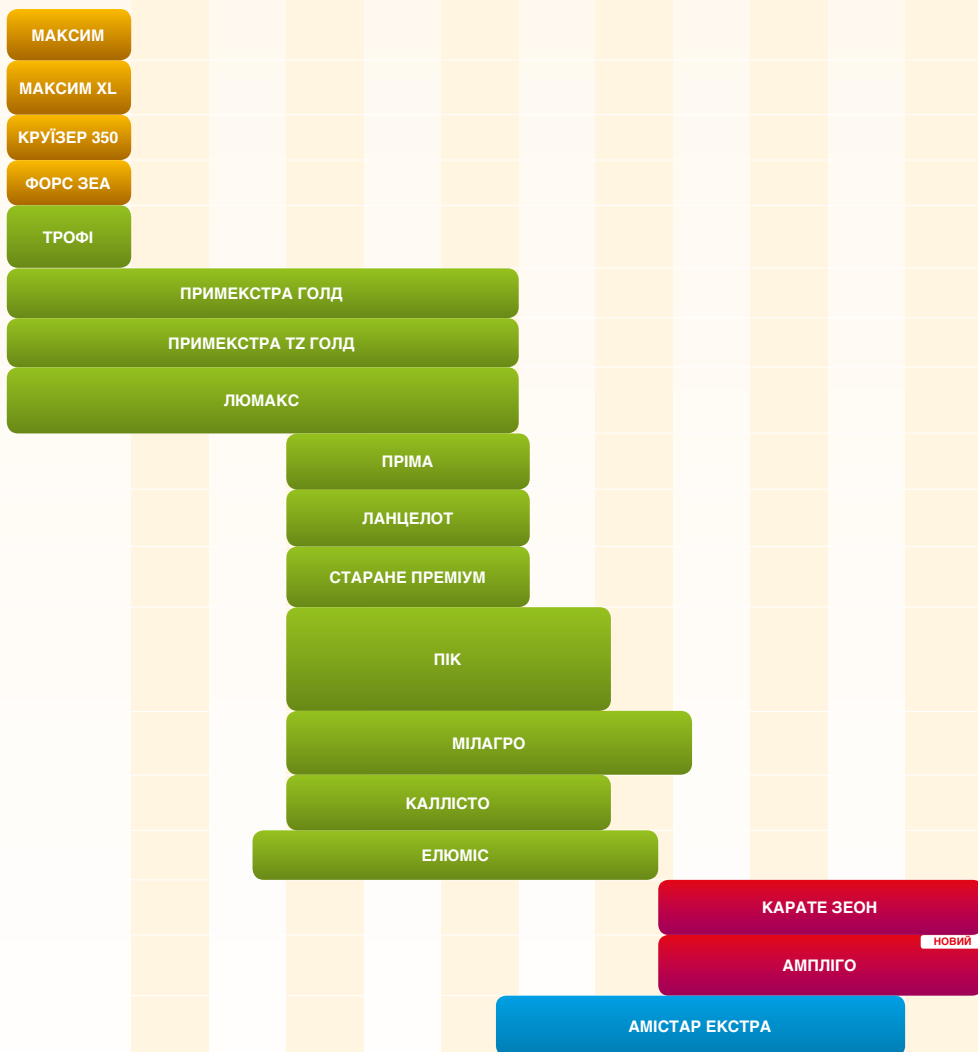 МАКСИМ
МАКСИМ XL
КРУЇЗЕР 350
ФОРС ЗЕА
ТРОФІ
ПРИМЕКСТРА ГОЛД
ПРИМЕКСТРА TZ ГОЛД
ЛЮМАКС
ПРІМА
ЛАНЦЕЛОТ
СТАРАНЕ ПРЕМІУМ
ПІК
МІЛАГРО
КАЛЛІСТО
ЕЛЮМІС
КАРАТЕ ЗЕОН
НОВИЙ
АМПЛІГО
АМІСТАР ЕКСТРА